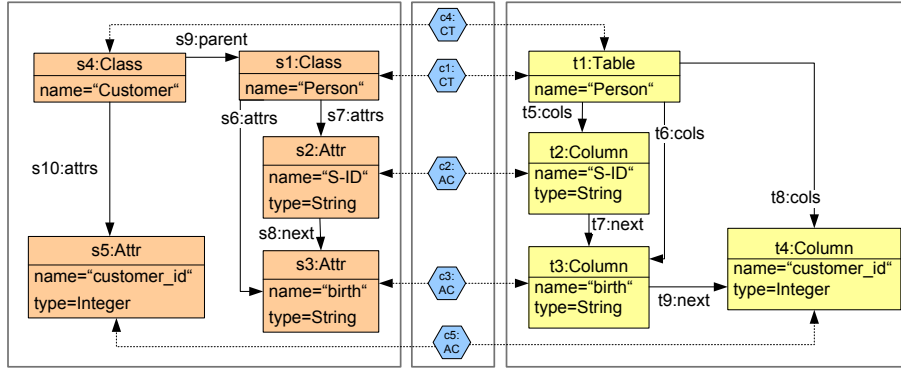 c4:
CT
s9:parent
s4:Class
name="Customer"
s1:Class
name="Person"
c1:
CT
t1:Table
name="Person"
s6:attrs
s7:attrs
t5:cols
t6:cols
s2:Attr
name="S-ID"
type=String
c2:
AC
t2:Column
name="S-ID"
type=String
s10:attrs
t8:cols
s8:next
t7:next
s5:Attr
name="customer_id"
type=Integer
s3:Attr
name="birth"
type=String
c3:
AC
t3:Column
name="birth"
type=String
t9:next
t4:Column
name="customer_id"
type=Integer
c5:
AC